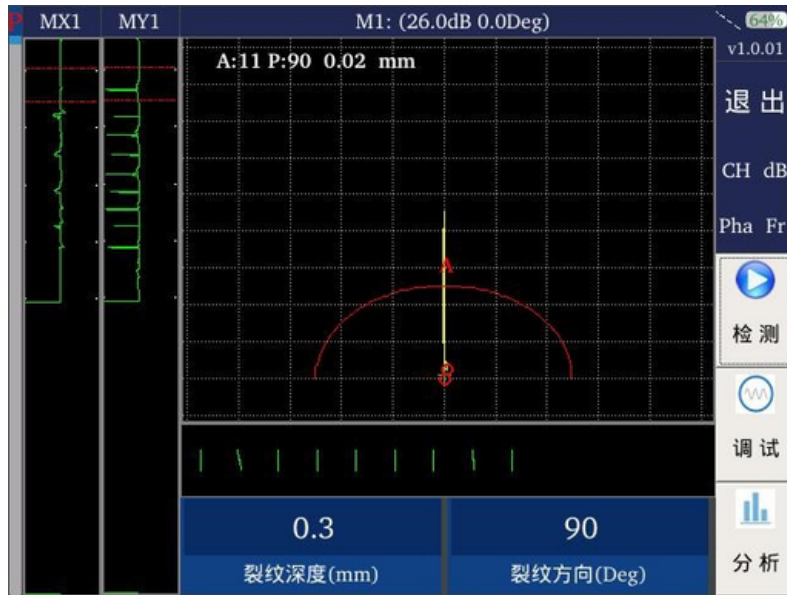 P MX1 MY1 M1: (26.0dB 0.0Deg) 64%
v1.0.01
A:11 P:90 0.02 mm
退出
CH dB
Pha Fr
A
检测
调试
0.3 90
裂纹深度(mm) 裂纹方向(Deg)
分析